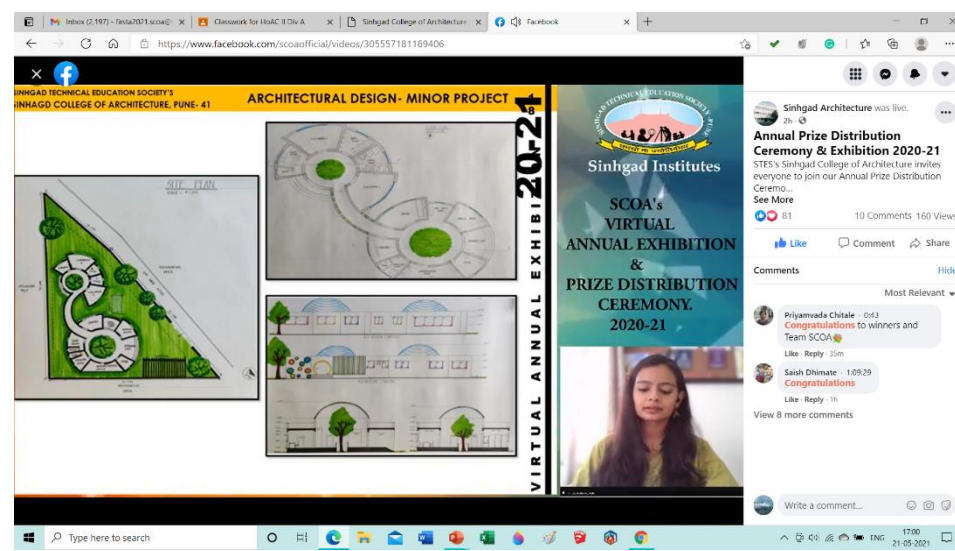 Inbox (2,197) - finsta2021.scoa@
Classwork for HoAC II Div A
Sinhgad College of Architecture
Facebook
https://www.facebook.com/scoaofficial/videos/305557181169406
SINHGAD TECHNICAL EDUCATION SOCIETY'S
SINHAGD COLLEGE OF ARCHITECTURE, PUNE- 41
ARCHITECTURAL DESIGN- MINOR PROJECT
SITE PLAN
VIRTUAL ANNUAL EXHIBI
20-21
SINHGAD TECHNICAL EDUCATION SOCIETY
Sinhgad Institutes
SCOA's
VIRTUAL
ANNUAL EXHIBITION
&
PRIZE DISTRIBUTION
CEREMONY.
2020-21
Sinhgad Architecture was live.
2h
Annual Prize Distribution
Ceremony & Exhibition 2020-21
STES's Sinhgad College of Architecture invites
everyone to join our Annual Prize Distribution
Ceremo...
See More
81
10 Comments 160 Views
Like Comment Share
Comments
Hide
Most Relevant
Priyamvada Chitale · 0:43
Congratulations to winners and
Team SCOA
Like · Reply · 35m
Saish Dhimate · 1:09:29
Congratulations
Like · Reply · 1h
View 8 more comments
Write a comment...
Type here to search
ENG
17:00
21-05-2021